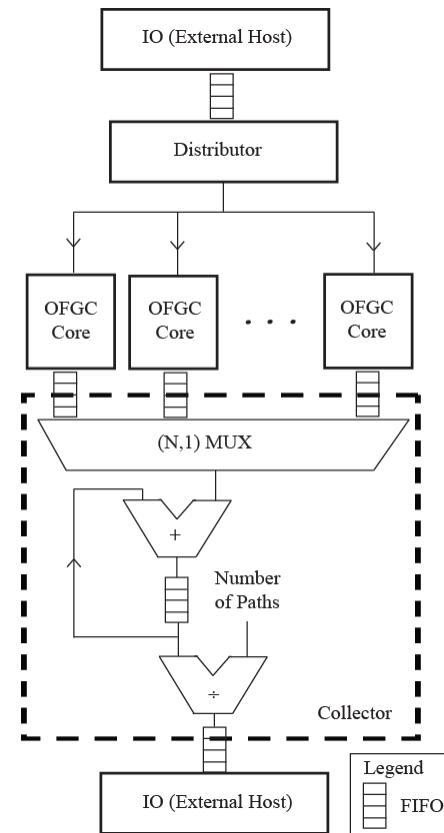 IO (External Host)
Distributor
OFGC
Core
OFGC
Core
. . .
OFGC
Core
(N,1) MUX
+
Number
of Paths
÷
Collector
IO (External Host)
Legend
FIFO